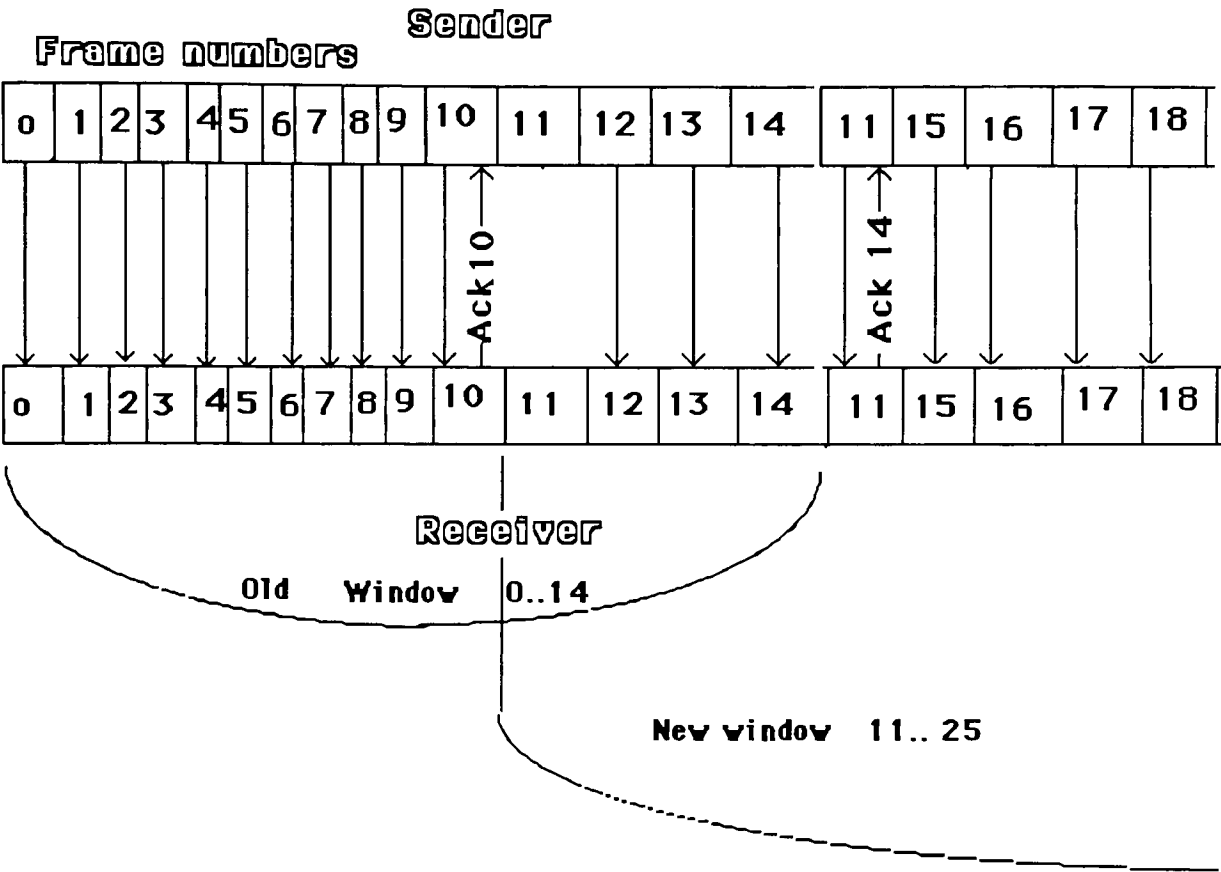 Sender
Frame numbers
0 1 2 3 4 5 6 7 8 9 10 11 12 13 14 11 15 16 17 18
Ack10
Ack 14
0 1 2 3 4 5 6 7 8 9 10 11 12 13 14 11 15 16 17 18
Receiver
Old Window 0..14
New window 11.. 25